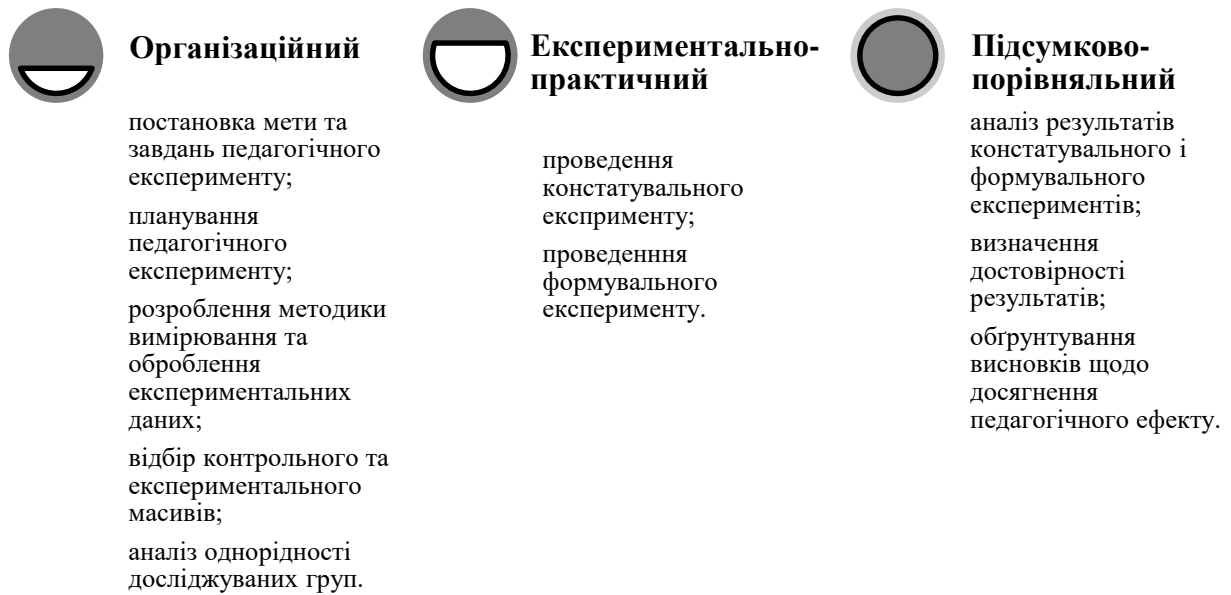 Організаційний
постановка мети та
завдань педагогічного
експерименту;
планування
педагогічного
експерименту;
розроблення методики
вимірювання та
оброблення
експериментальних
даних;
відбір контрольного та
експериментального
масивів;
аналіз однорідності
досліджуваних груп.
Експериментально-
практичний
проведення
констатувального
експрименту;
проведенння
формувального
експерименту.
Підсумково-
порівняльний
аналіз результатів
констатувального і
формувального
експериментів;
визначення
достовірності
результатів;
обґрунтування
висновків щодо
досягнення
педагогічного ефекту.